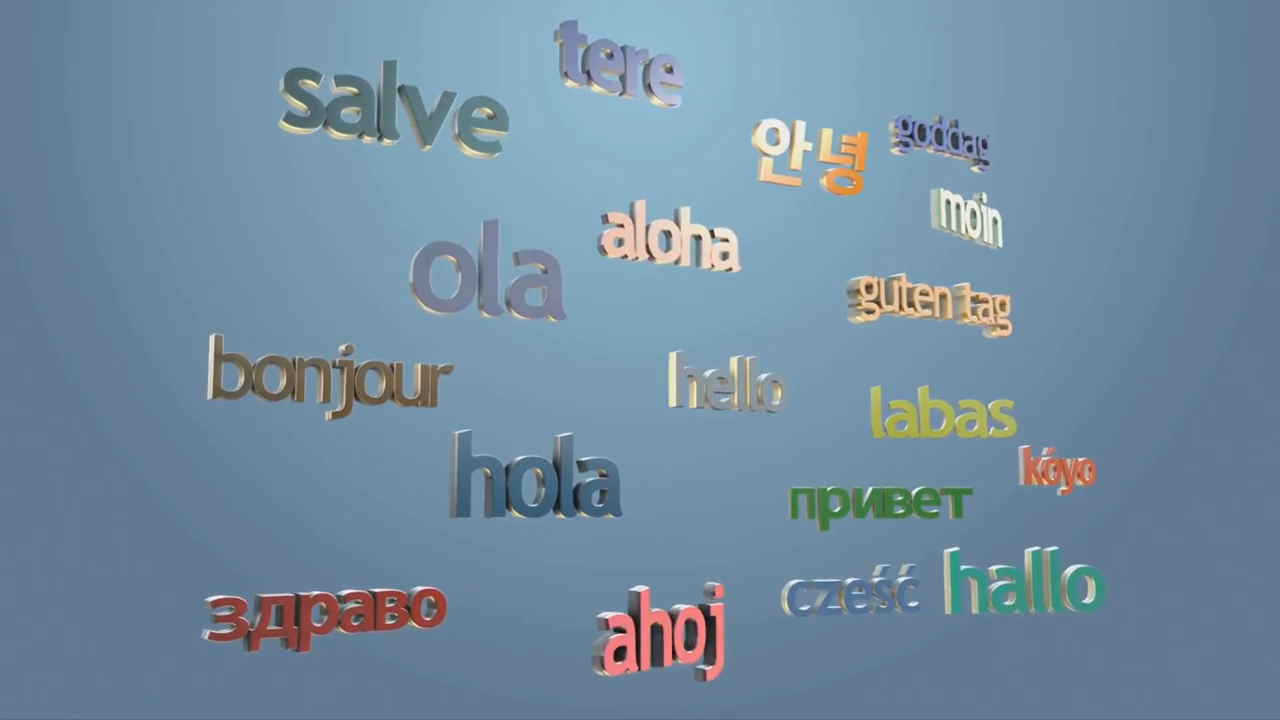 tere
salve
안녕
goddag
moin
aloha
ola
guten tag
bonjour
hello
labas
hola
kóyo
привет
cześć
hallo
здраво
ahoj